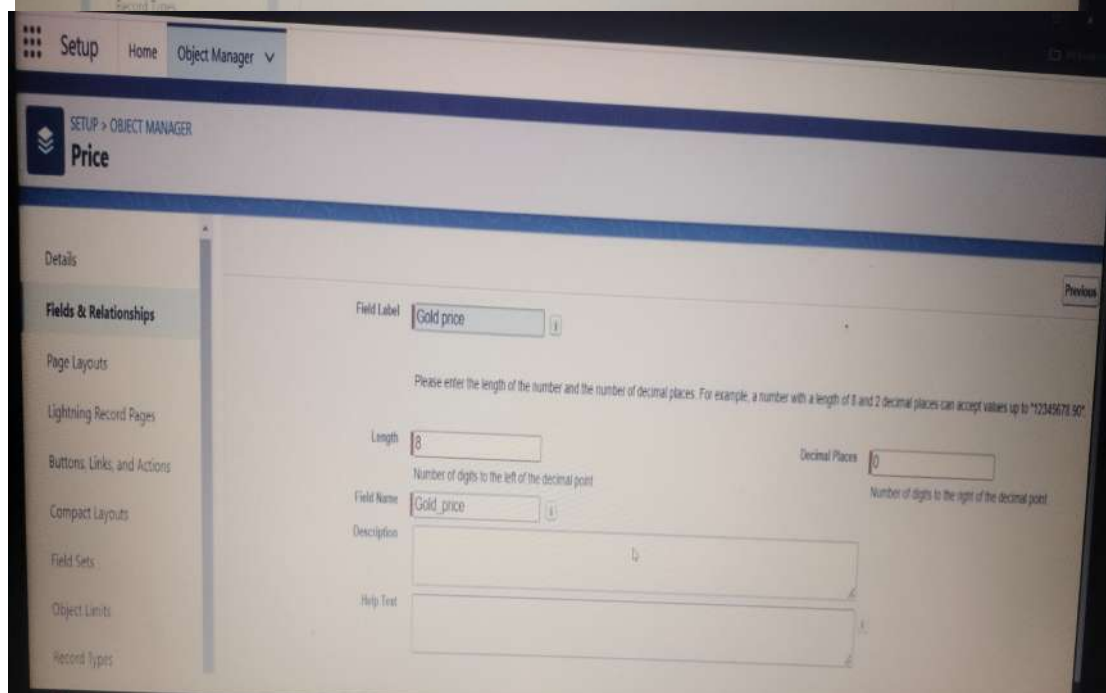 Record Types
Setup Home Object Manager
SETUP > OBJECT MANAGER
Price
Details
Previous
Fields & Relationships
Field Label Gold price i
Page Layouts
Please enter the length of the number and the number of decimal places. For example, a number with a length of 8 and 2 decimal places can accept values up to "12345678.90".
Lightning Record Pages
Length 8 Decimal Places 0
Buttons, Links, and Actions
Number of digits to the left of the decimal point Number of digits to the right of the decimal point
Field Name Gold_price i
Compact Layouts
Description
Field Sets
Help Text
Object Limits
Record Types